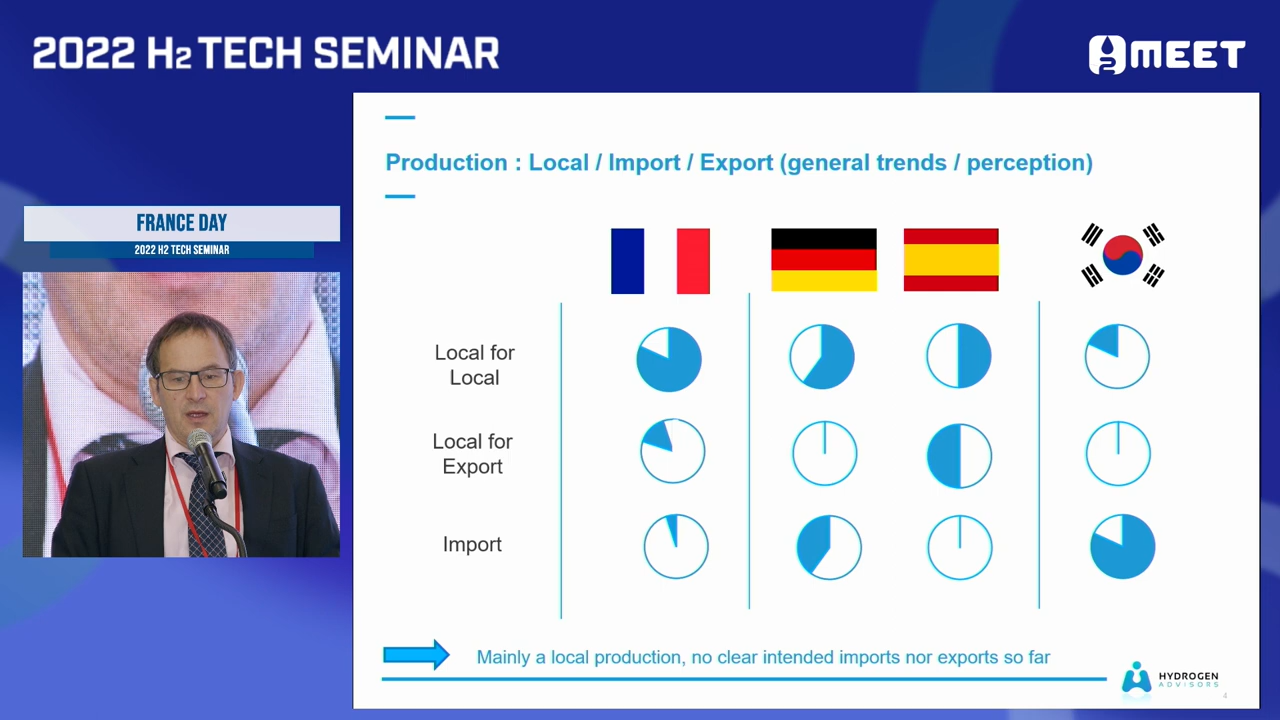 2022 H2 TECH SEMINAR
MEET
FRANCE DAY
2022 H2 TECH SEMINAR
Production : Local / Import / Export (general trends / perception)
Local for
Local
Local for
Export
Import
Mainly a local production, no clear intended imports nor exports so far
HYDROGEN
ADVISORS
4